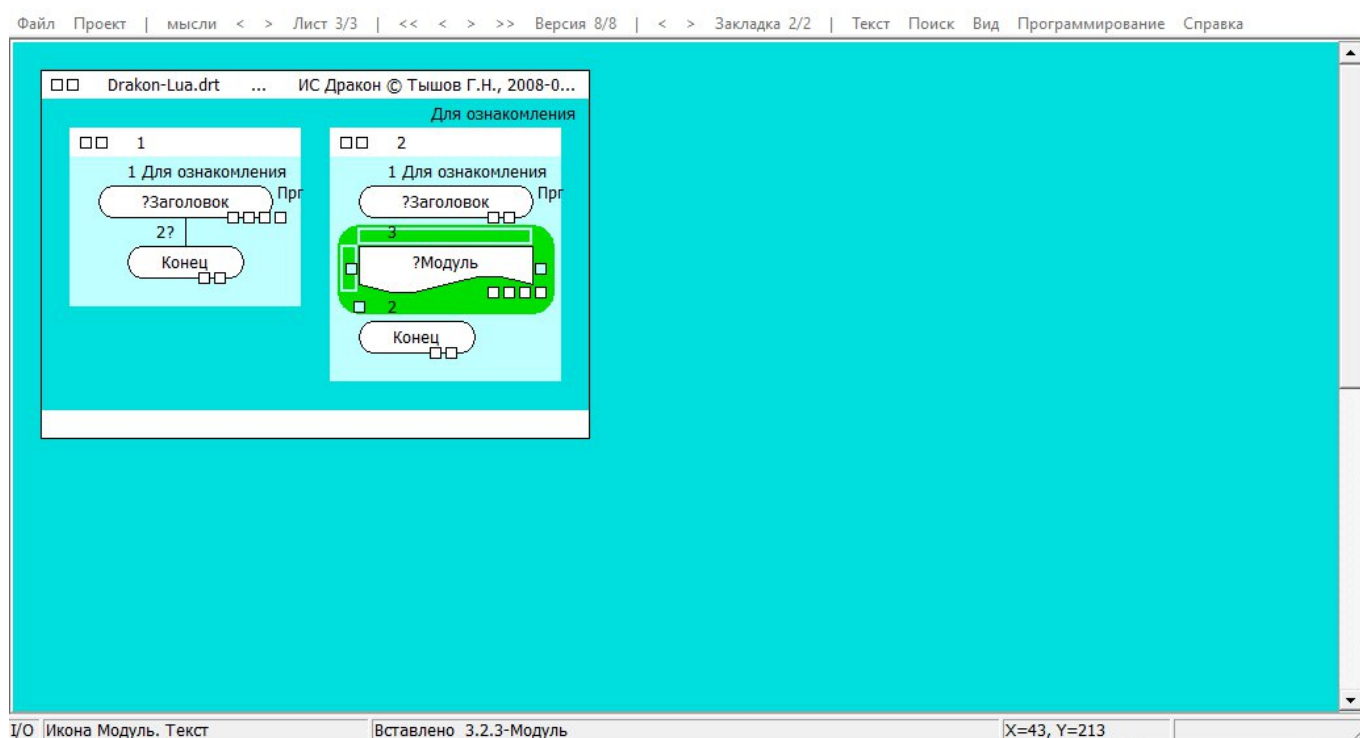 Файл Проект | мысли < > Лист 3/3 | << < > >> Версия 8/8 | < > Закладка 2/2 | Текст Поиск Вид Программирование Справка
Drakon-Lua.drt ... ИС Дракон © Тышов Г.Н., 2008-0...
Для ознакомления
1
1 Для ознакомления
?Заголовок
Прг
2?
Конец
2
1 Для ознакомления
?Заголовок
Прг
3
?Модуль
2
Конец
I/O Икона Модуль. Текст Вставлено 3.2.3-Модуль X=43, Y=213